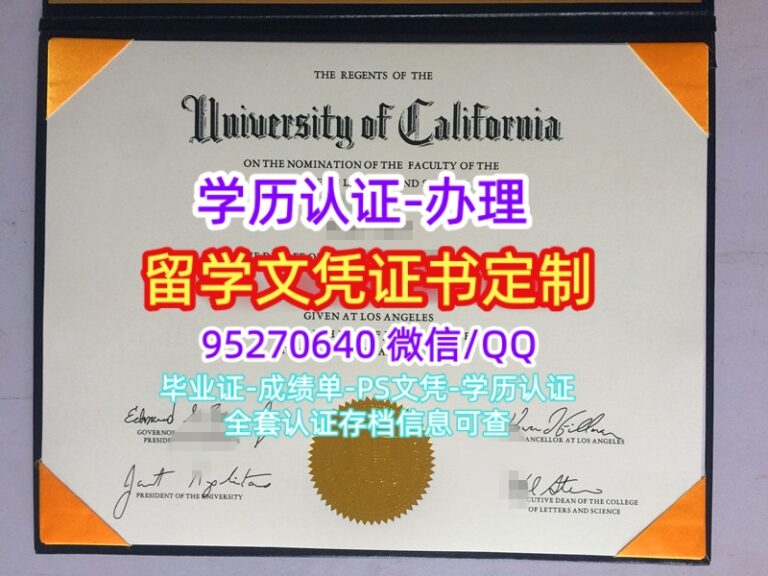 THE REGENTS OF THE
University of California
ON THE NOMINATION OF THE FACULTY OF THE
学历认证-办理
留学文凭证书定制
GIVEN AT LOS ANGELES
95270640 微信/QQ
毕业证-成绩单-PS文凭-学历认证
全套认证存档信息可查
GOVERNOR
PRESID
CHANCELLOR AT LOS ANGELES
PRESIDENT OF THE UNIVERSITY
CUTIVE DEAN OF THE COLLEGE
OF LETTERS AND SCIENCE